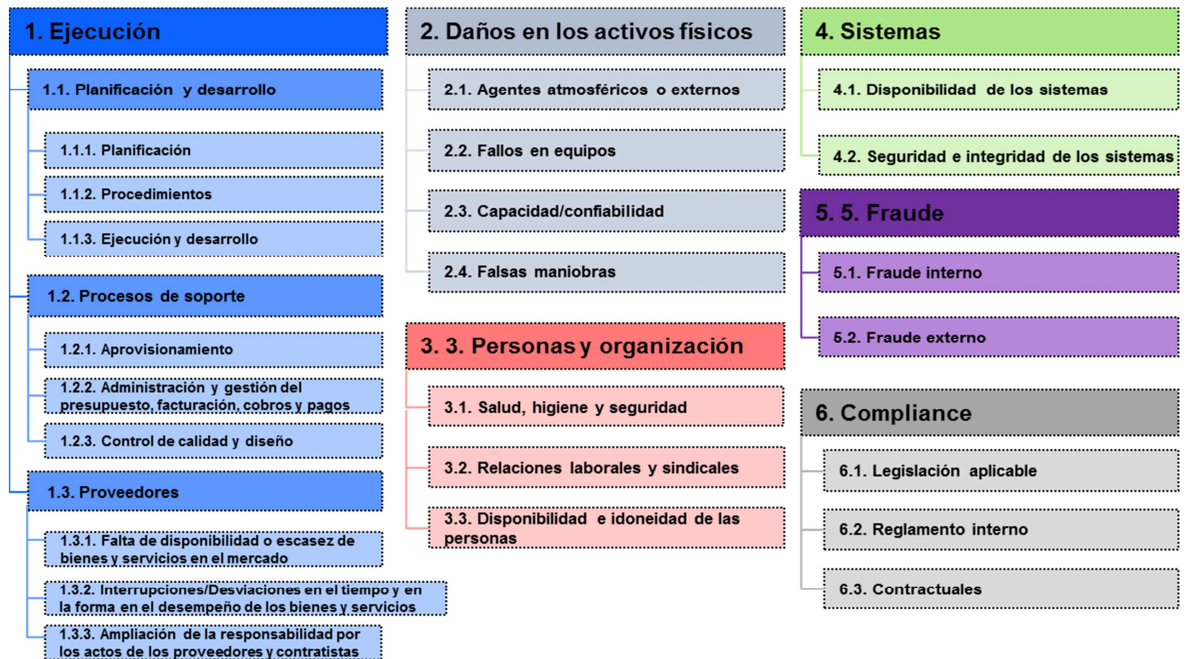 1. Ejecución
1.1. Planificación y desarrollo
1.1.1. Planificación
1.1.2. Procedimientos
1.1.3. Ejecución y desarrollo
1.2. Procesos de soporte
1.2.1. Aprovisionamiento
1.2.2. Administración y gestión del
presupuesto, facturación, cobros y pagos
1.2.3. Control de calidad y diseño
1.3. Proveedores
1.3.1. Falta de disponibilidad o escasez de
bienes y servicios en el mercado
1.3.2. Interrupciones/Desviaciones en el tiempo y en
la forma en el desempeño de los bienes y servicios
1.3.3. Ampliación de la responsabilidad por
los actos de los proveedores y contratistas
2. Daños en los activos físicos
2.1. Agentes atmosféricos o externos
2.2. Fallos en equipos
2.3. Capacidad/confiabilidad
2.4. Falsas maniobras
3. 3. Personas y organización
3.1. Salud, higiene y seguridad
3.2. Relaciones laborales y sindicales
3.3. Disponibilidad e idoneidad de las
personas
4. Sistemas
4.1. Disponibilidad de los sistemas
4.2. Seguridad e integridad de los sistemas
5. 5. Fraude
5.1. Fraude interno
5.2. Fraude externo
6. Compliance
6.1. Legislación aplicable
6.2. Reglamento interno
6.3. Contractuales